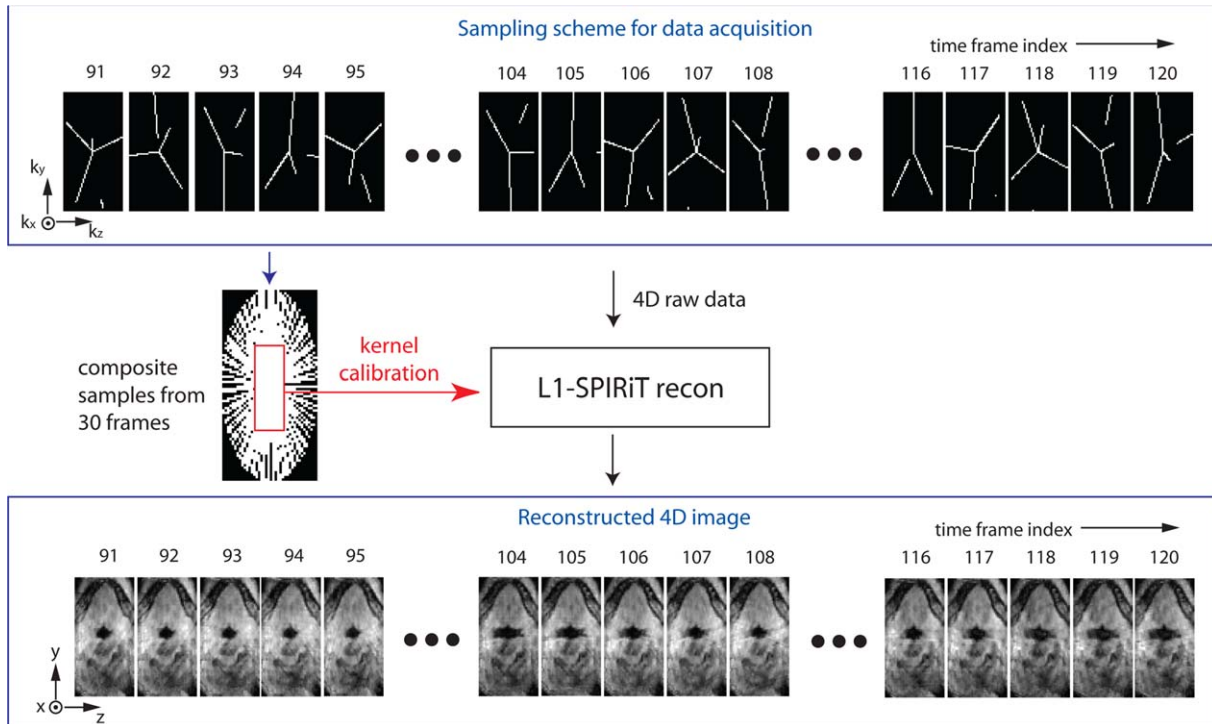 Sampling scheme for data acquisition
time frame index
91 92 93 94 95 104 105 106 107 108 116 117 118 119 120
ky
kx
kz
4D raw data
composite
samples from
30 frames
kernel
calibration
L1-SPIRiT recon
Reconstructed 4D image
time frame index
91 92 93 94 95 104 105 106 107 108 116 117 118 119 120
y
x
z